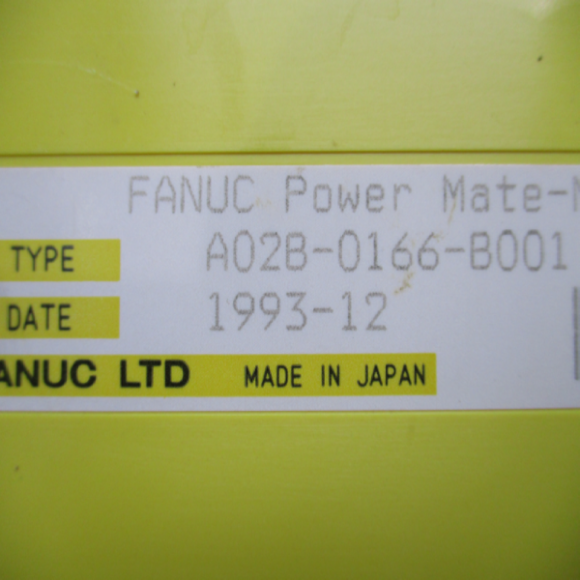 FANUC Power Mate-
TYPE A02B-0166-B001
DATE 1993-12
ANUC LTD MADE IN JAPAN